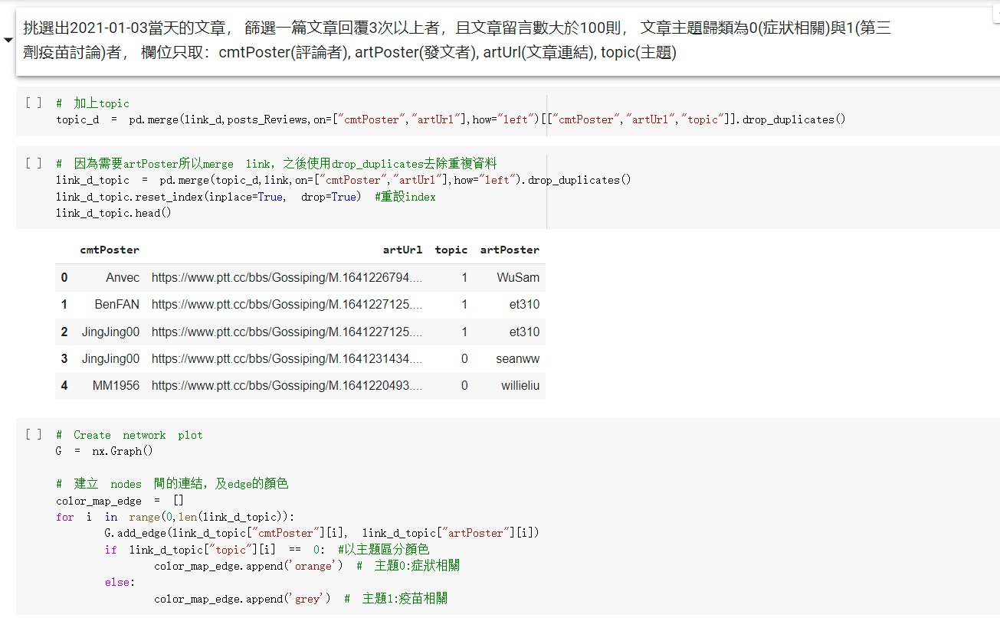 挑選出2021-01-03當天的文章， 篩選一篇文章回覆3次以上者，且文章留言數大於100則， 文章主題歸類為0(症狀相關)與1(第三
劑疫苗討論)者， 欄位只取：cmtPoster(評論者), artPoster(發文者), artUrl(文章連結), topic(主題)
[ ] # 加上topic
topic_d = pd.merge(link_d,posts_Reviews,on=["cmtPoster","artUrl"],how="left")[["cmtPoster","artUrl","topic"]].drop_duplicates()
[ ] # 因為需要artPoster所以merge link，之後使用drop_duplicates去除重複資料
link_d_topic = pd.merge(topic_d,link,on=["cmtPoster","artUrl"],how="left").drop_duplicates()
link_d_topic.reset_index(inplace=True, drop=True) #重設index
link_d_topic.head()
cmtPoster artUrl topic artPoster
0 Anvec https://www.ptt.cc/bbs/Gossiping/M.1641226794.... 1 WuSam
1 BenFAN https://www.ptt.cc/bbs/Gossiping/M.1641227125.... 1 et310
2 JingJing00 https://www.ptt.cc/bbs/Gossiping/M.1641227125.... 1 et310
3 JingJing00 https://www.ptt.cc/bbs/Gossiping/M.1641231434.... 0 seanww
4 MM1956 https://www.ptt.cc/bbs/Gossiping/M.1641220493.... 0 willieliu
[ ] # Create network plot
G = nx.Graph()
# 建立 nodes 間的連結，及edge的顏色
color_map_edge = []
for i in range(0,len(link_d_topic)):
G.add_edge(link_d_topic["cmtPoster"][i], link_d_topic["artPoster"][i])
if link_d_topic["topic"][i] == 0: #以主題區分顏色
color_map_edge.append('orange') # 主題0:症狀相關
else:
color_map_edge.append('grey') # 主題1:疫苗相關